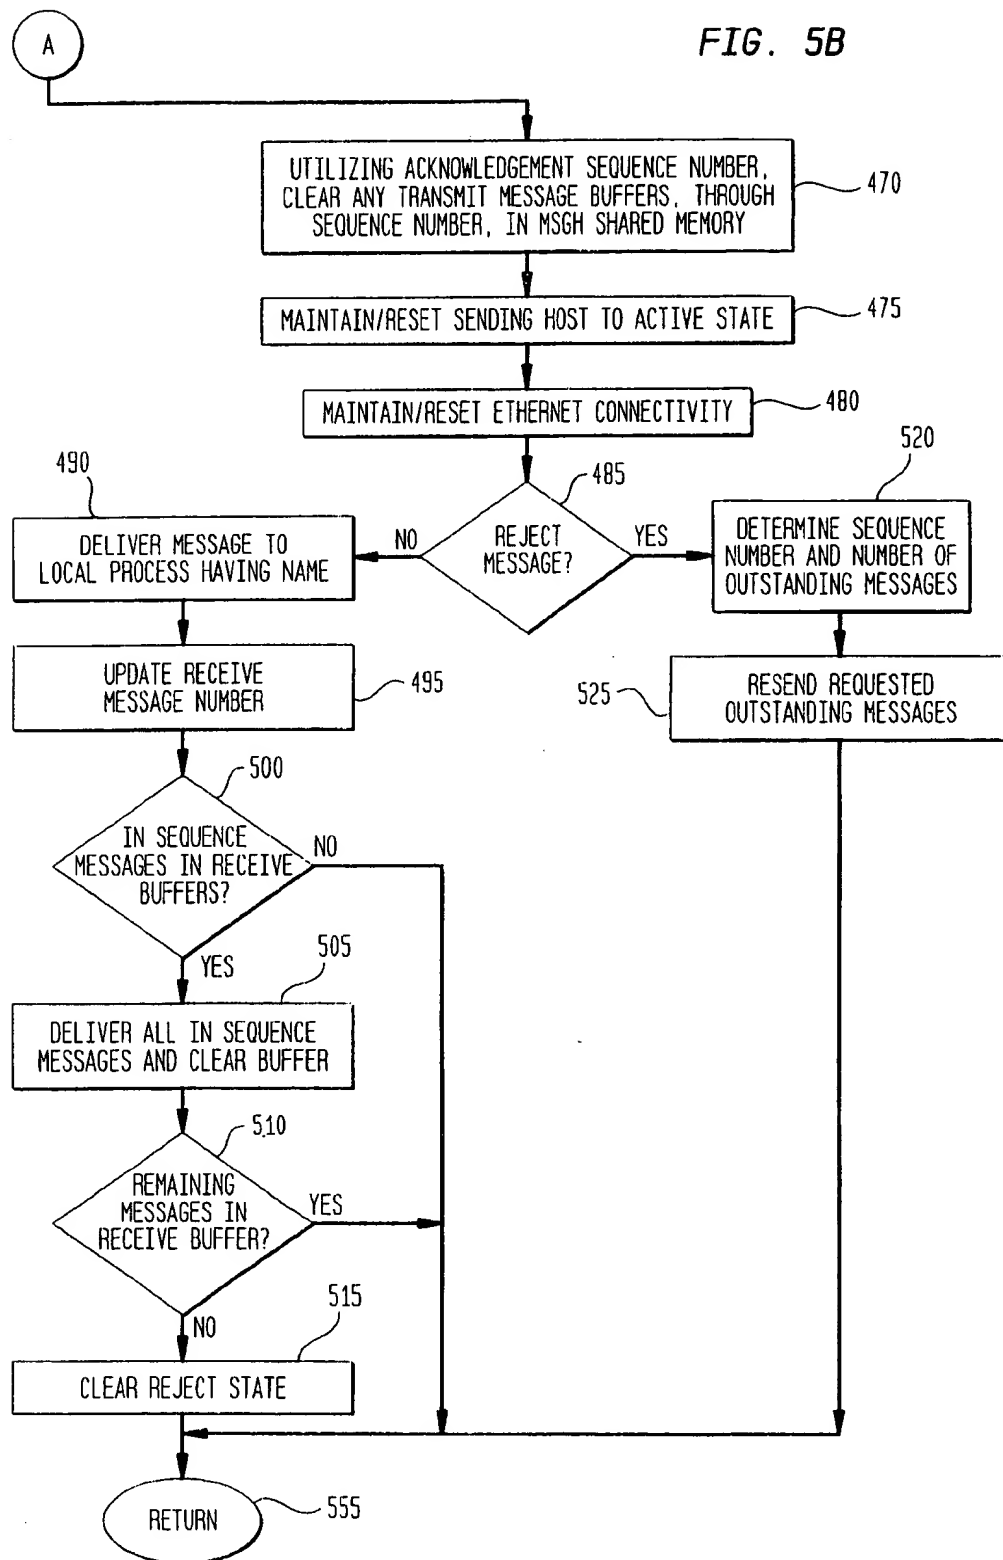 A
FIG. 5B
UTILIZING ACKNOWLEDGEMENT SEQUENCE NUMBER,
CLEAR ANY TRANSMIT MESSAGE BUFFERS, THROUGH
SEQUENCE NUMBER, IN MSGH SHARED MEMORY
470
MAINTAIN/RESET SENDING HOST TO ACTIVE STATE
475
MAINTAIN/RESET ETHERNET CONNECTIVITY
480
485
REJECT
MESSAGE?
NO
YES
490
DELIVER MESSAGE TO
LOCAL PROCESS HAVING NAME
520
DETERMINE SEQUENCE
NUMBER AND NUMBER OF
OUTSTANDING MESSAGES
UPDATE RECEIVE
MESSAGE NUMBER
495
525
RESEND REQUESTED
OUTSTANDING MESSAGES
500
IN SEQUENCE
MESSAGES IN RECEIVE
BUFFERS?
NO
YES
505
DELIVER ALL IN SEQUENCE
MESSAGES AND CLEAR BUFFER
510
REMAINING
MESSAGES IN
RECEIVE BUFFER?
YES
NO
515
CLEAR REJECT STATE
RETURN
555